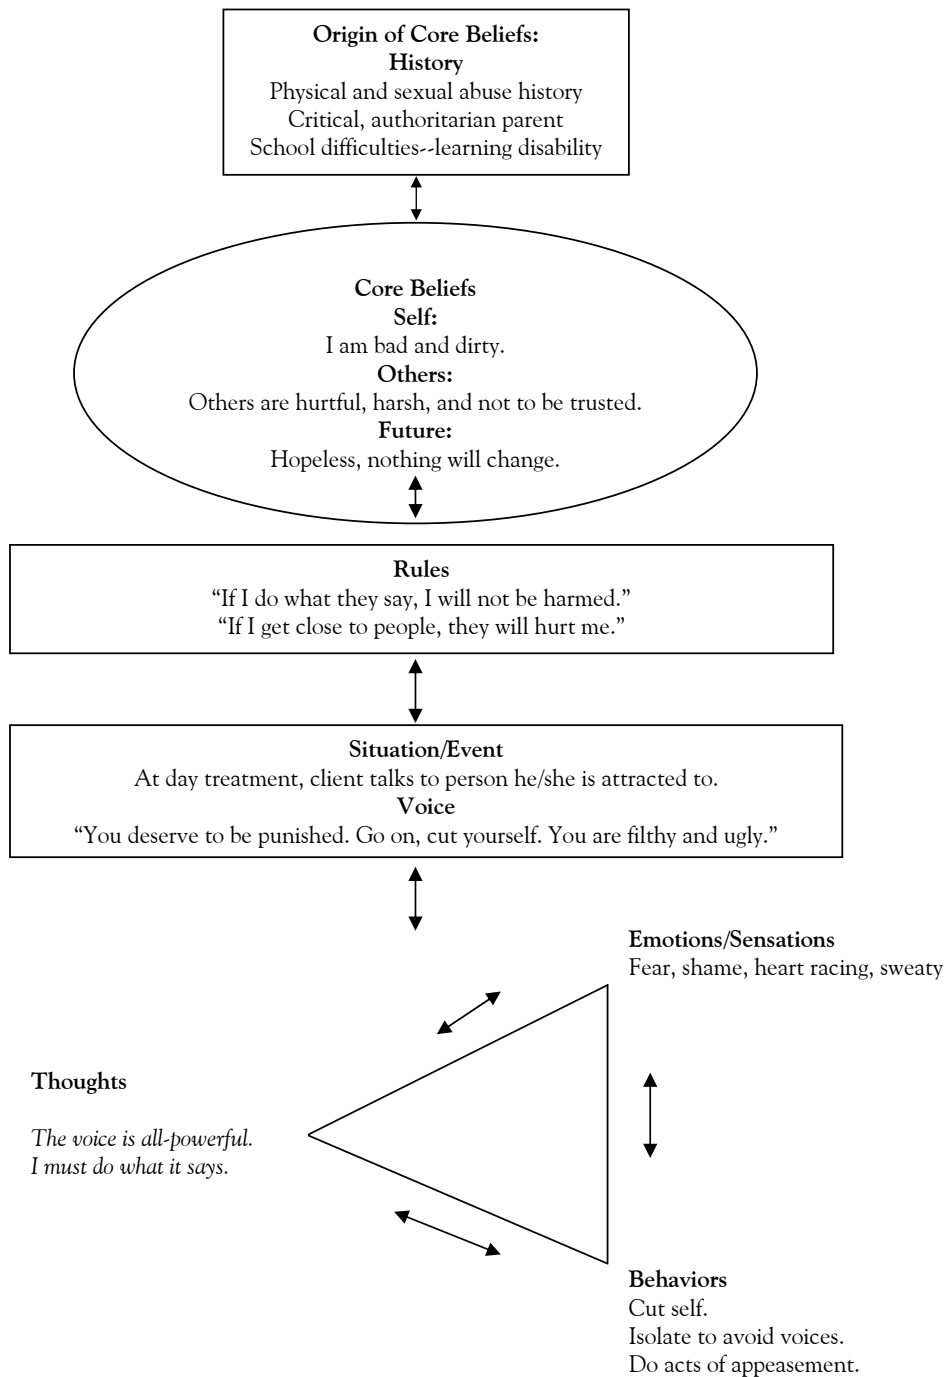 Origin of Core Beliefs:
History
Physical and sexual abuse history
Critical, authoritarian parent
School difficulties--learning disability
Core Beliefs
Self:
I am bad and dirty.
Others:
Others are hurtful, harsh, and not to be trusted.
Future:
Hopeless, nothing will change.
Rules
“If I do what they say, I will not be harmed.”
“If I get close to people, they will hurt me.”
Situation/Event
At day treatment, client talks to person he/she is attracted to.
Voice
“You deserve to be punished. Go on, cut yourself. You are filthy and ugly.”
Emotions/Sensations
Fear, shame, heart racing, sweaty
Thoughts
The voice is all-powerful.
I must do what it says.
Behaviors
Cut self.
Isolate to avoid voices.
Do acts of appeasement.